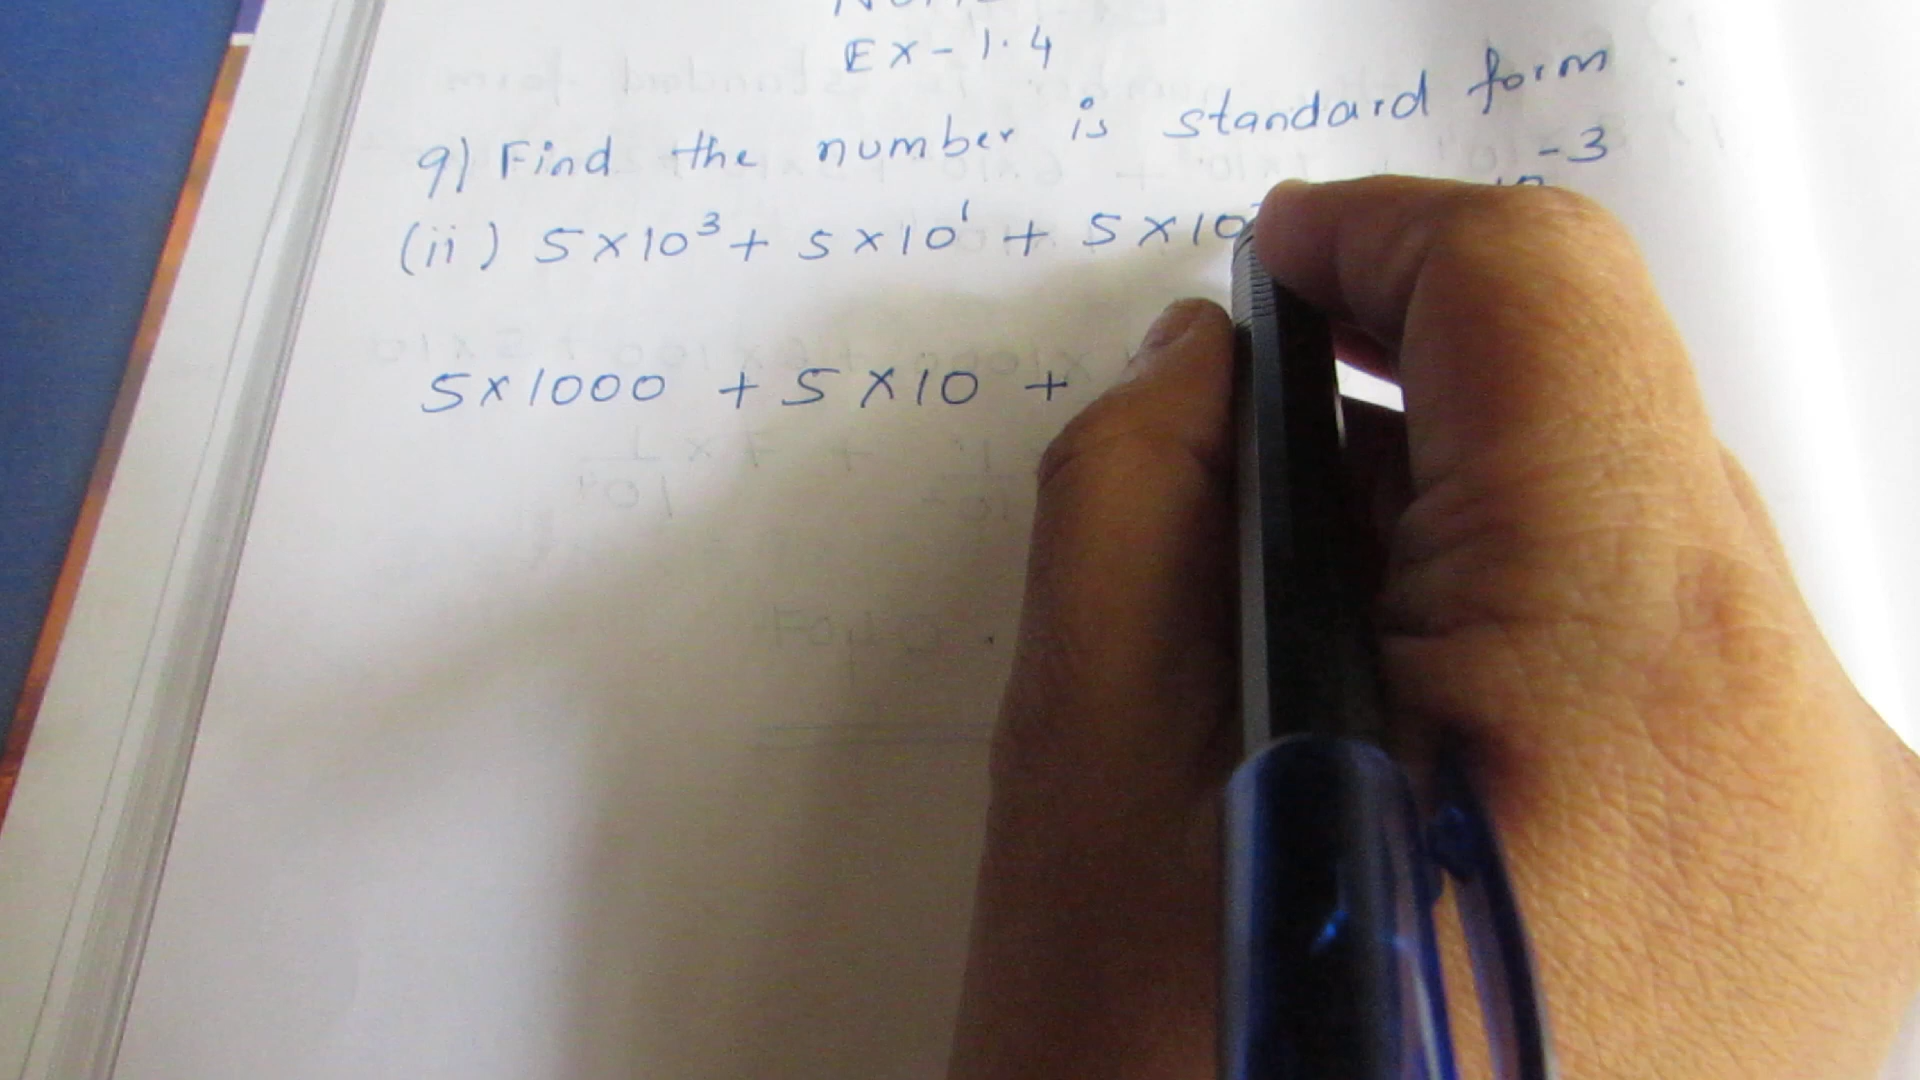 Ex-1.4
9) Find the number is standard form :
(ii) 5×10³ + 5×10¹ + 5×10 -3
5×1000 + 5×10 +